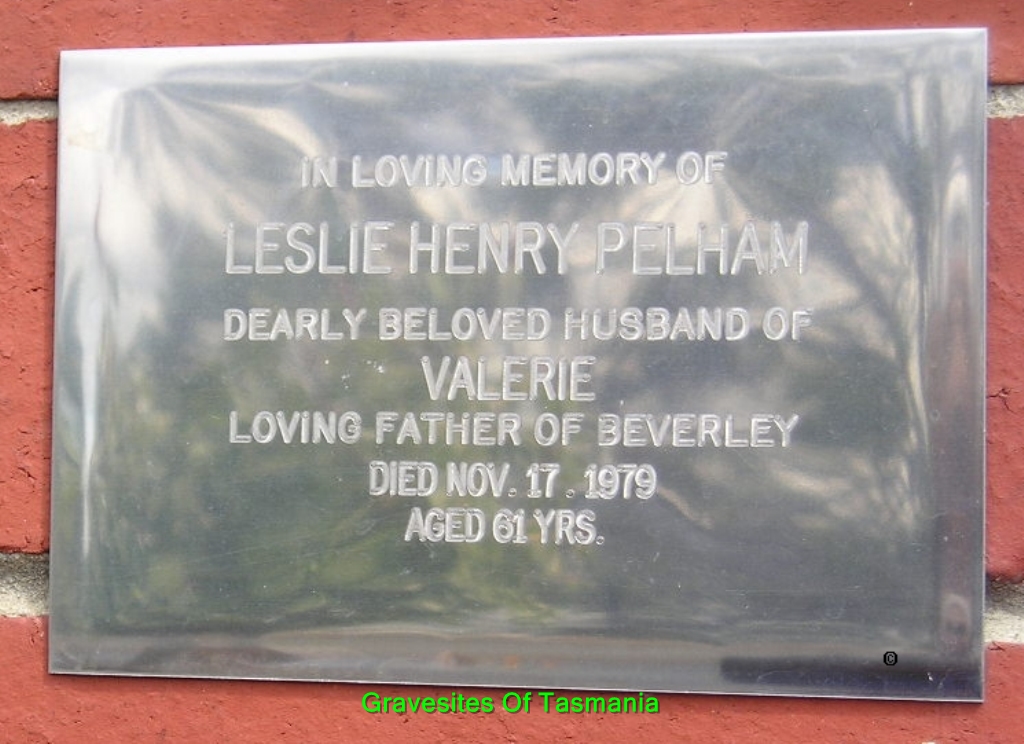 IN LOVING MEMORY OF
LESLIE HENRY PELHAM
DEARLY BELOVED HUSBAND OF
VALERIE
LOVING FATHER OF BEVERLEY
DIED NOV. 17. 1979
AGED 61 YRS.
©
Gravesites Of Tasmania